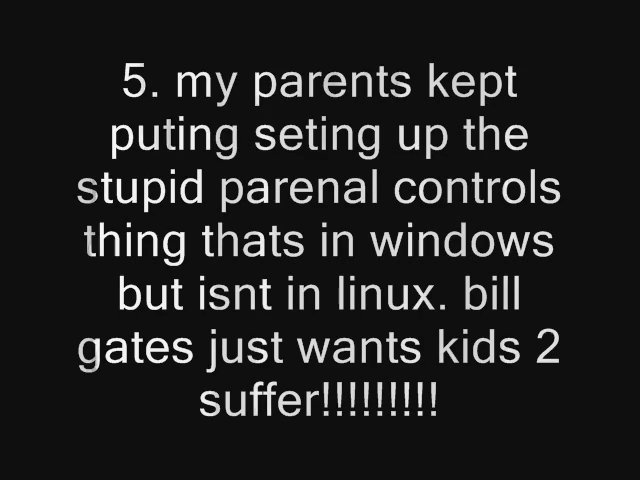 5. my parents kept
puting seting up the
stupid parenal controls
thing thats in windows
but isnt in linux. bill
gates just wants kids 2
suffer!!!!!!!!!